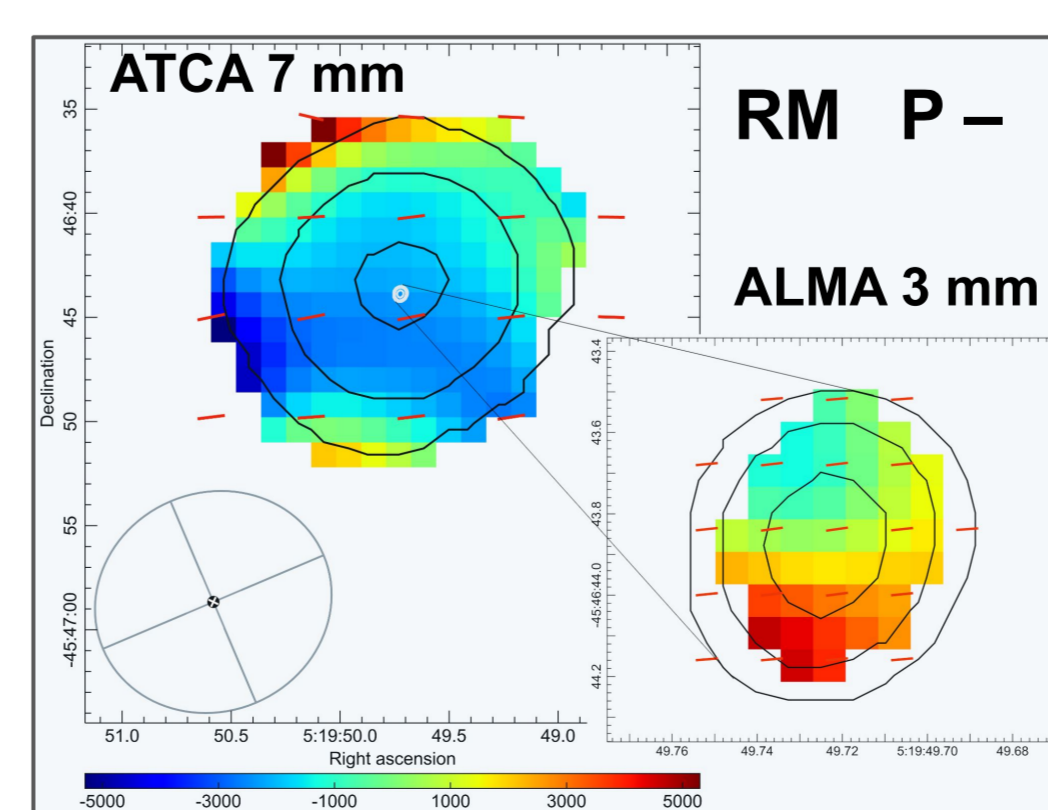 ATCA 7 mm
RM P –
ALMA 3 mm
35
46:40
45
50
55
-45:47:00
Declination
51.0 50.5 5:19:50.0 49.5 49.0
Right ascension
-5000 -3000 -1000 1000 3000 5000
43.4
43.6
43.8
-45:46:44.0
44.2
49.76 49.74 49.72 5:19:49.70 49.68